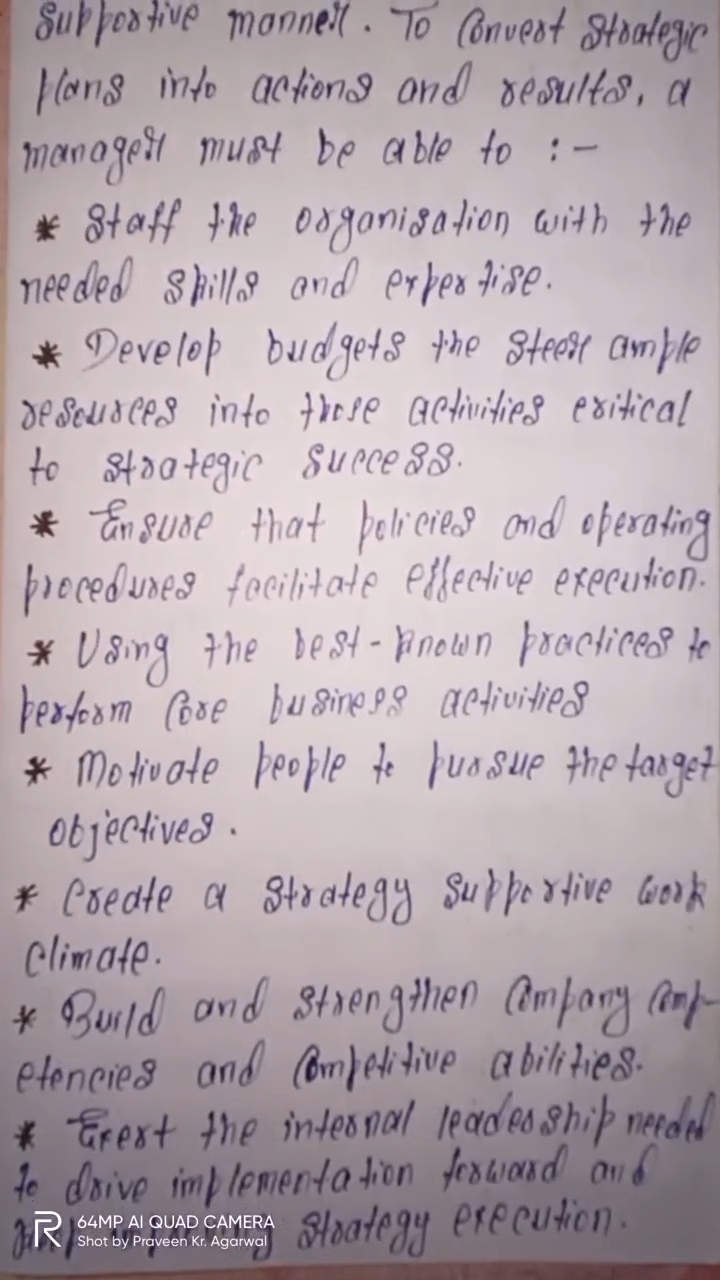 Supportive manner. To Convert Strategic
plans into actions and results, a
manager must be able to : -
* Staff the organisation with the
needed skills and expertise.
* Develop budgets the steer ample
resources into those activities critical
to strategic success.
* Ensure that policies and operating
procedures facilitate effective execution.
* Using the best-known practices to
perform Core business activities
* Motivate people to pursue the target
objectives.
* Create a strategy supportive work
climate.
* Build and strengthen Company Comp-
etencies and Competitive abilities.
* Exert the internal leadership needed
to drive implementation forward and
strategy execution.
64MP AI QUAD CAMERA
Shot by Praveen Kr. Agarwal